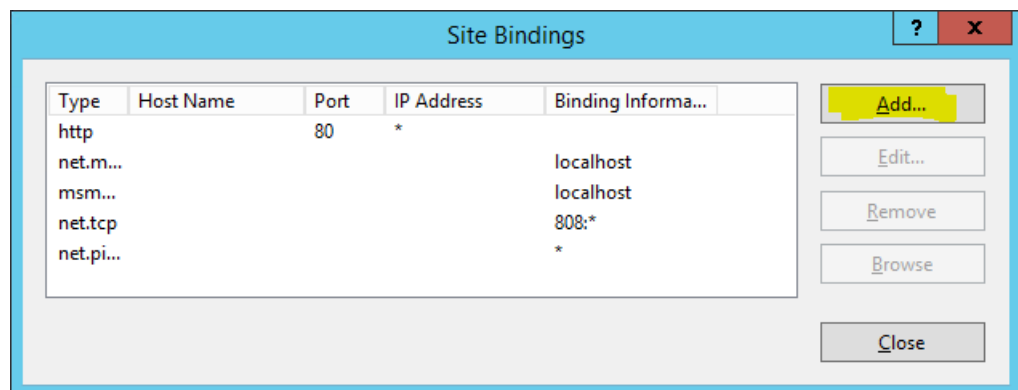 Site Bindings
? x
Type Host Name Port IP Address Binding Informa...
Add...
http 80 *
net.m... localhost
Edit...
msm... localhost
net.tcp 808:*
Remove
net.pi... *
Browse
Close